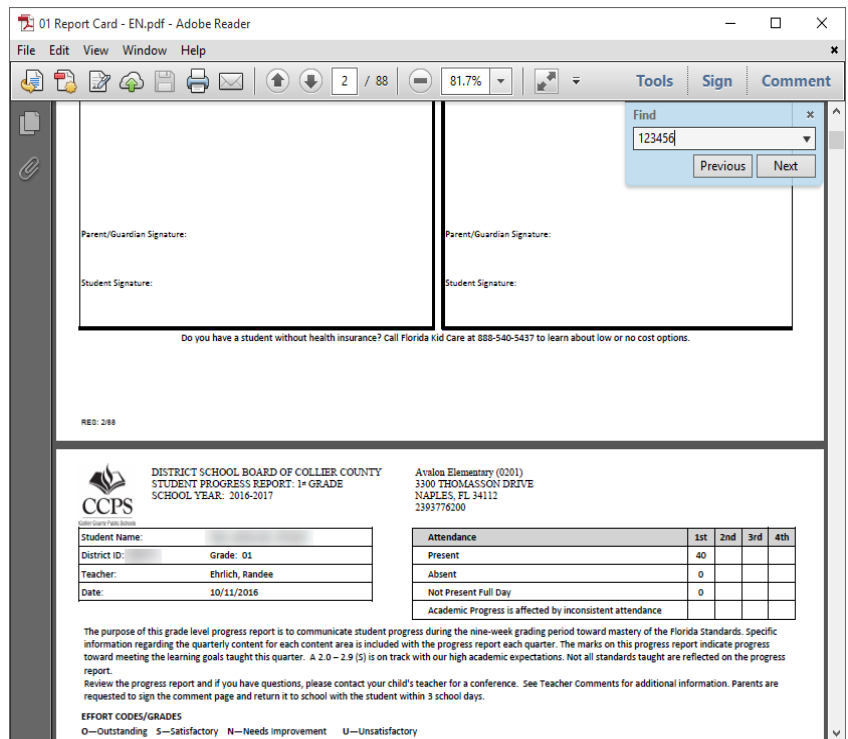 01 Report Card - EN.pdf - Adobe Reader
File Edit View Window Help
2 / 88 81.7% Tools Sign Comment
Find
123456
Previous Next
Parent/Guardian Signature: Parent/Guardian Signature:
Student Signature: Student Signature:
Do you have a student without health insurance? Call Florida Kid Care at 888-540-5437 to learn about low or no cost options.
RE0: 2/88
DISTRICT SCHOOL BOARD OF COLLIER COUNTY
STUDENT PROGRESS REPORT: 1st GRADE
SCHOOL YEAR: 2016-2017
Avalon Elementary (0201)
3300 THOMASSON DRIVE
NAPLES, FL 34112
2393776200
CCPS
Collier County Public Schools
Student Name:
District ID: Grade: 01
Teacher: Ehrlich, Randee
Date: 10/11/2016
Attendance 1st 2nd 3rd 4th
Present 40
Absent 0
Not Present Full Day 0
Academic Progress is affected by inconsistent attendance
The purpose of this grade level progress report is to communicate student progress during the nine-week grading period toward mastery of the Florida Standards. Specific
information regarding the quarterly content for each content area is included with the progress report each quarter. The marks on this progress report indicate progress
toward meeting the learning goals taught this quarter. A 2.0 – 2.9 (S) is on track with our high academic expectations. Not all standards taught are reflected on the progress
report.
Review the progress report and if you have questions, please contact your child's teacher for a conference. See Teacher Comments for additional information. Parents are
requested to sign the comment page and return it to school with the student within 3 school days.
EFFORT CODES/GRADES
O—Outstanding S—Satisfactory N—Needs Improvement U—Unsatisfactory